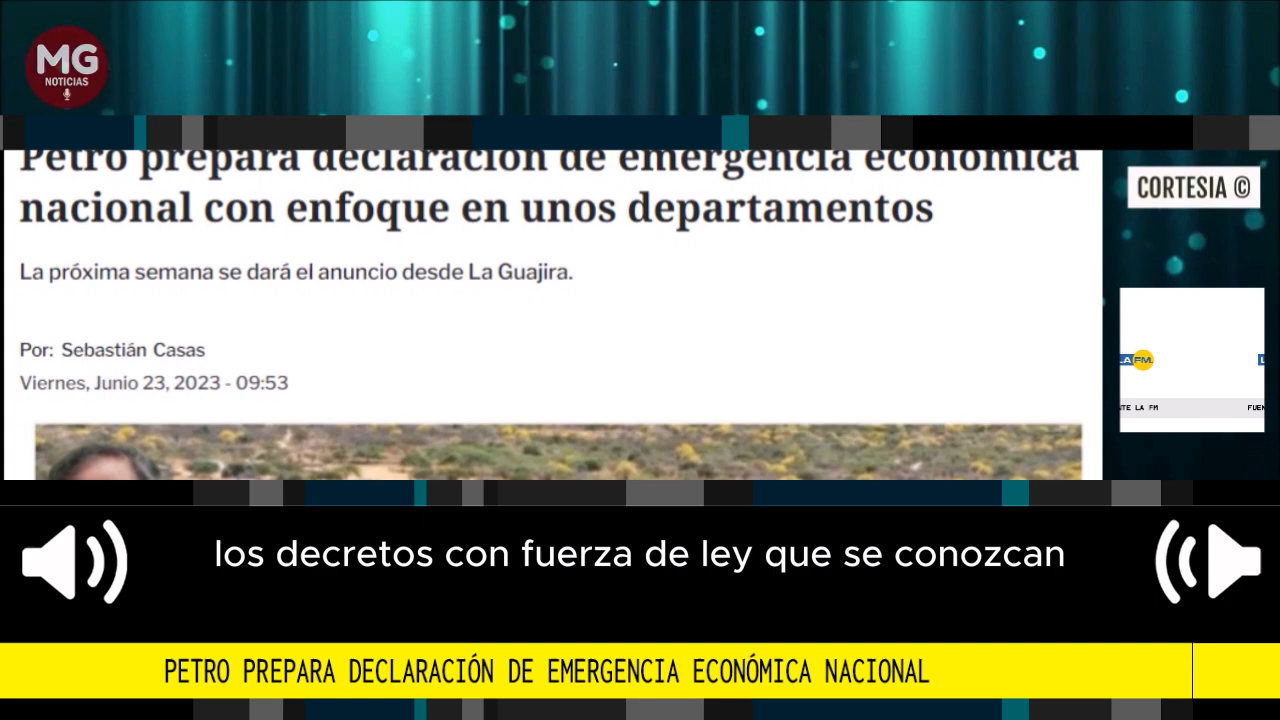 MG
NOTICIAS
Petro prepara declaración de emergencia económica
nacional con enfoque en unos departamentos
CORTESIA ©
La próxima semana se dará el anuncio desde La Guajira.
Por: Sebastián Casas
Viernes, Junio 23, 2023 - 09:53
LA FM
LA FM
los decretos con fuerza de ley que se conozcan
PETRO PREPARA DECLARACIÓN DE EMERGENCIA ECONÓMICA NACIONAL